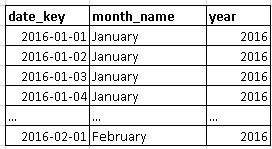 date_key month_name year
2016-01-01 January 2016
2016-01-02 January 2016
2016-01-03 January 2016
2016-01-04 January 2016
... ... ...
2016-02-01 February 2016